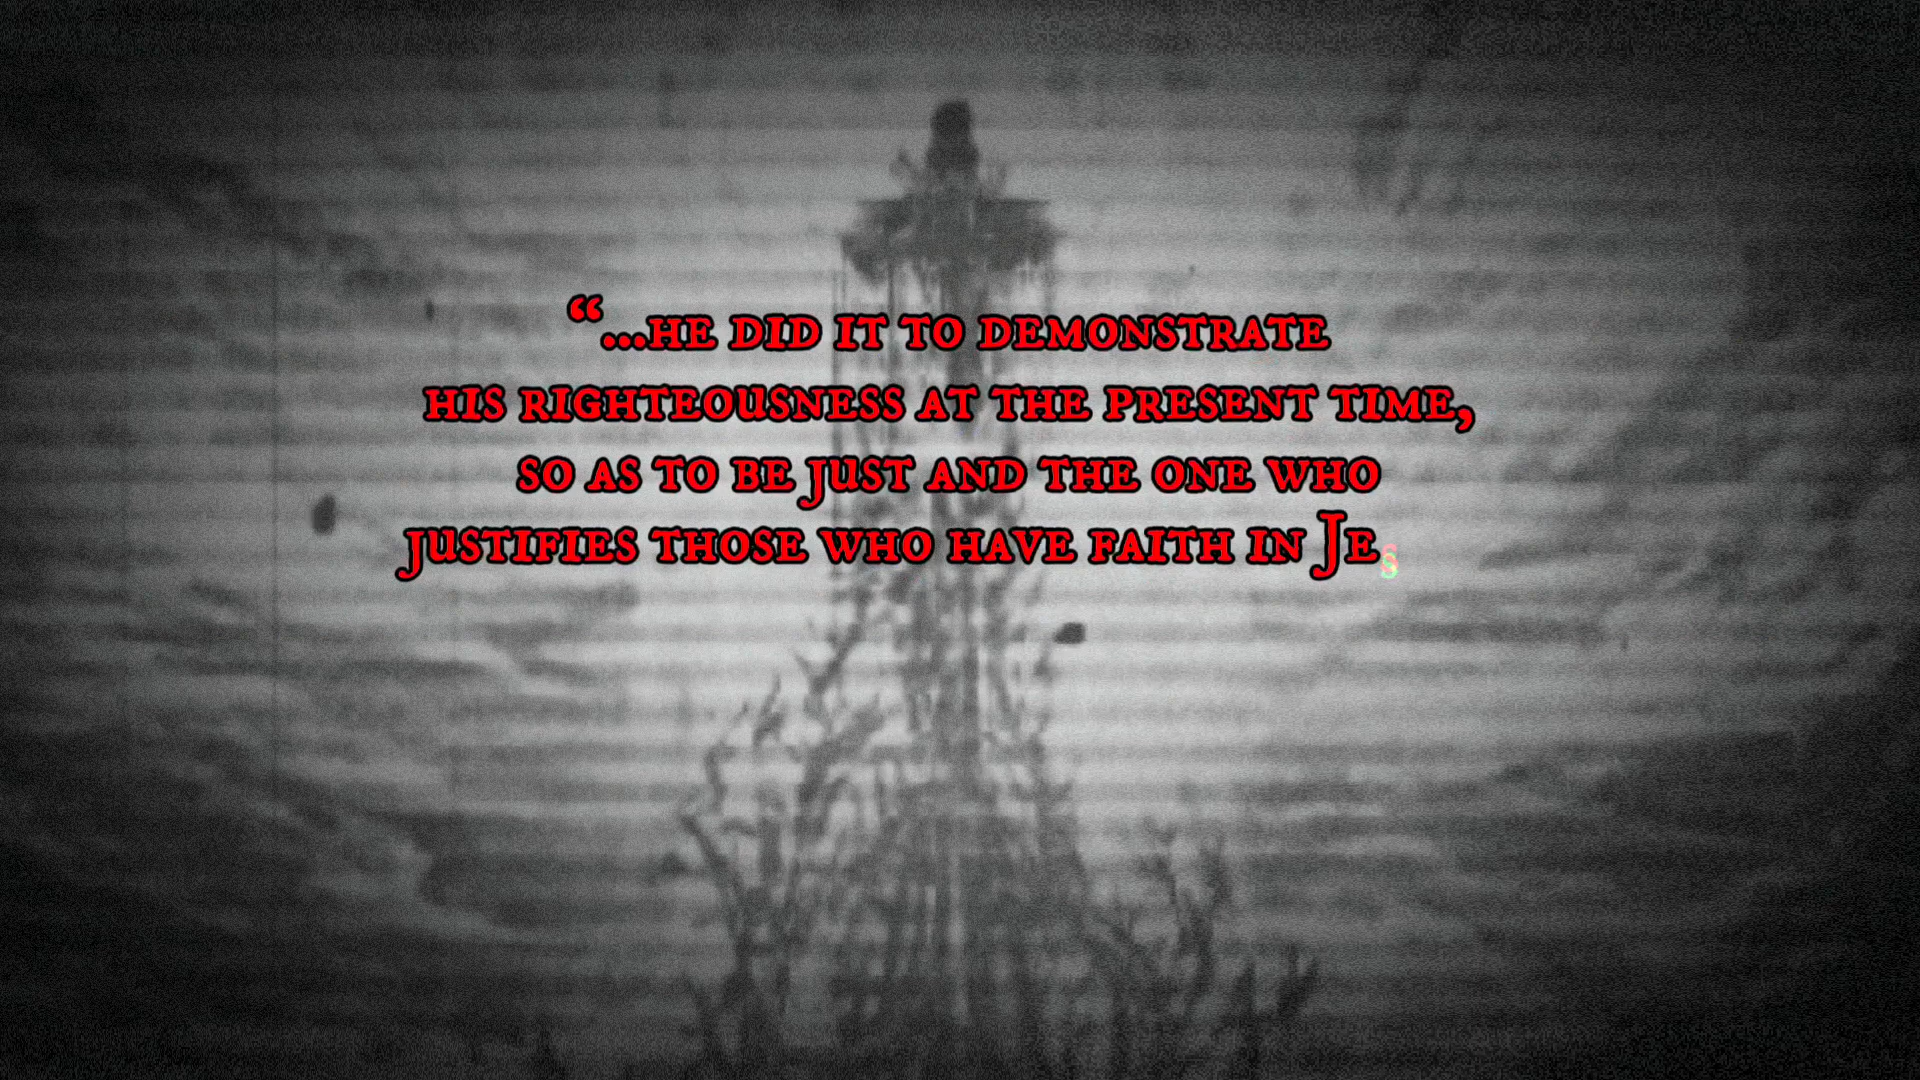 “...he did it to demonstrate
his righteousness at the present time,
so as to be just and the one who
justifies those who have faith in Jes